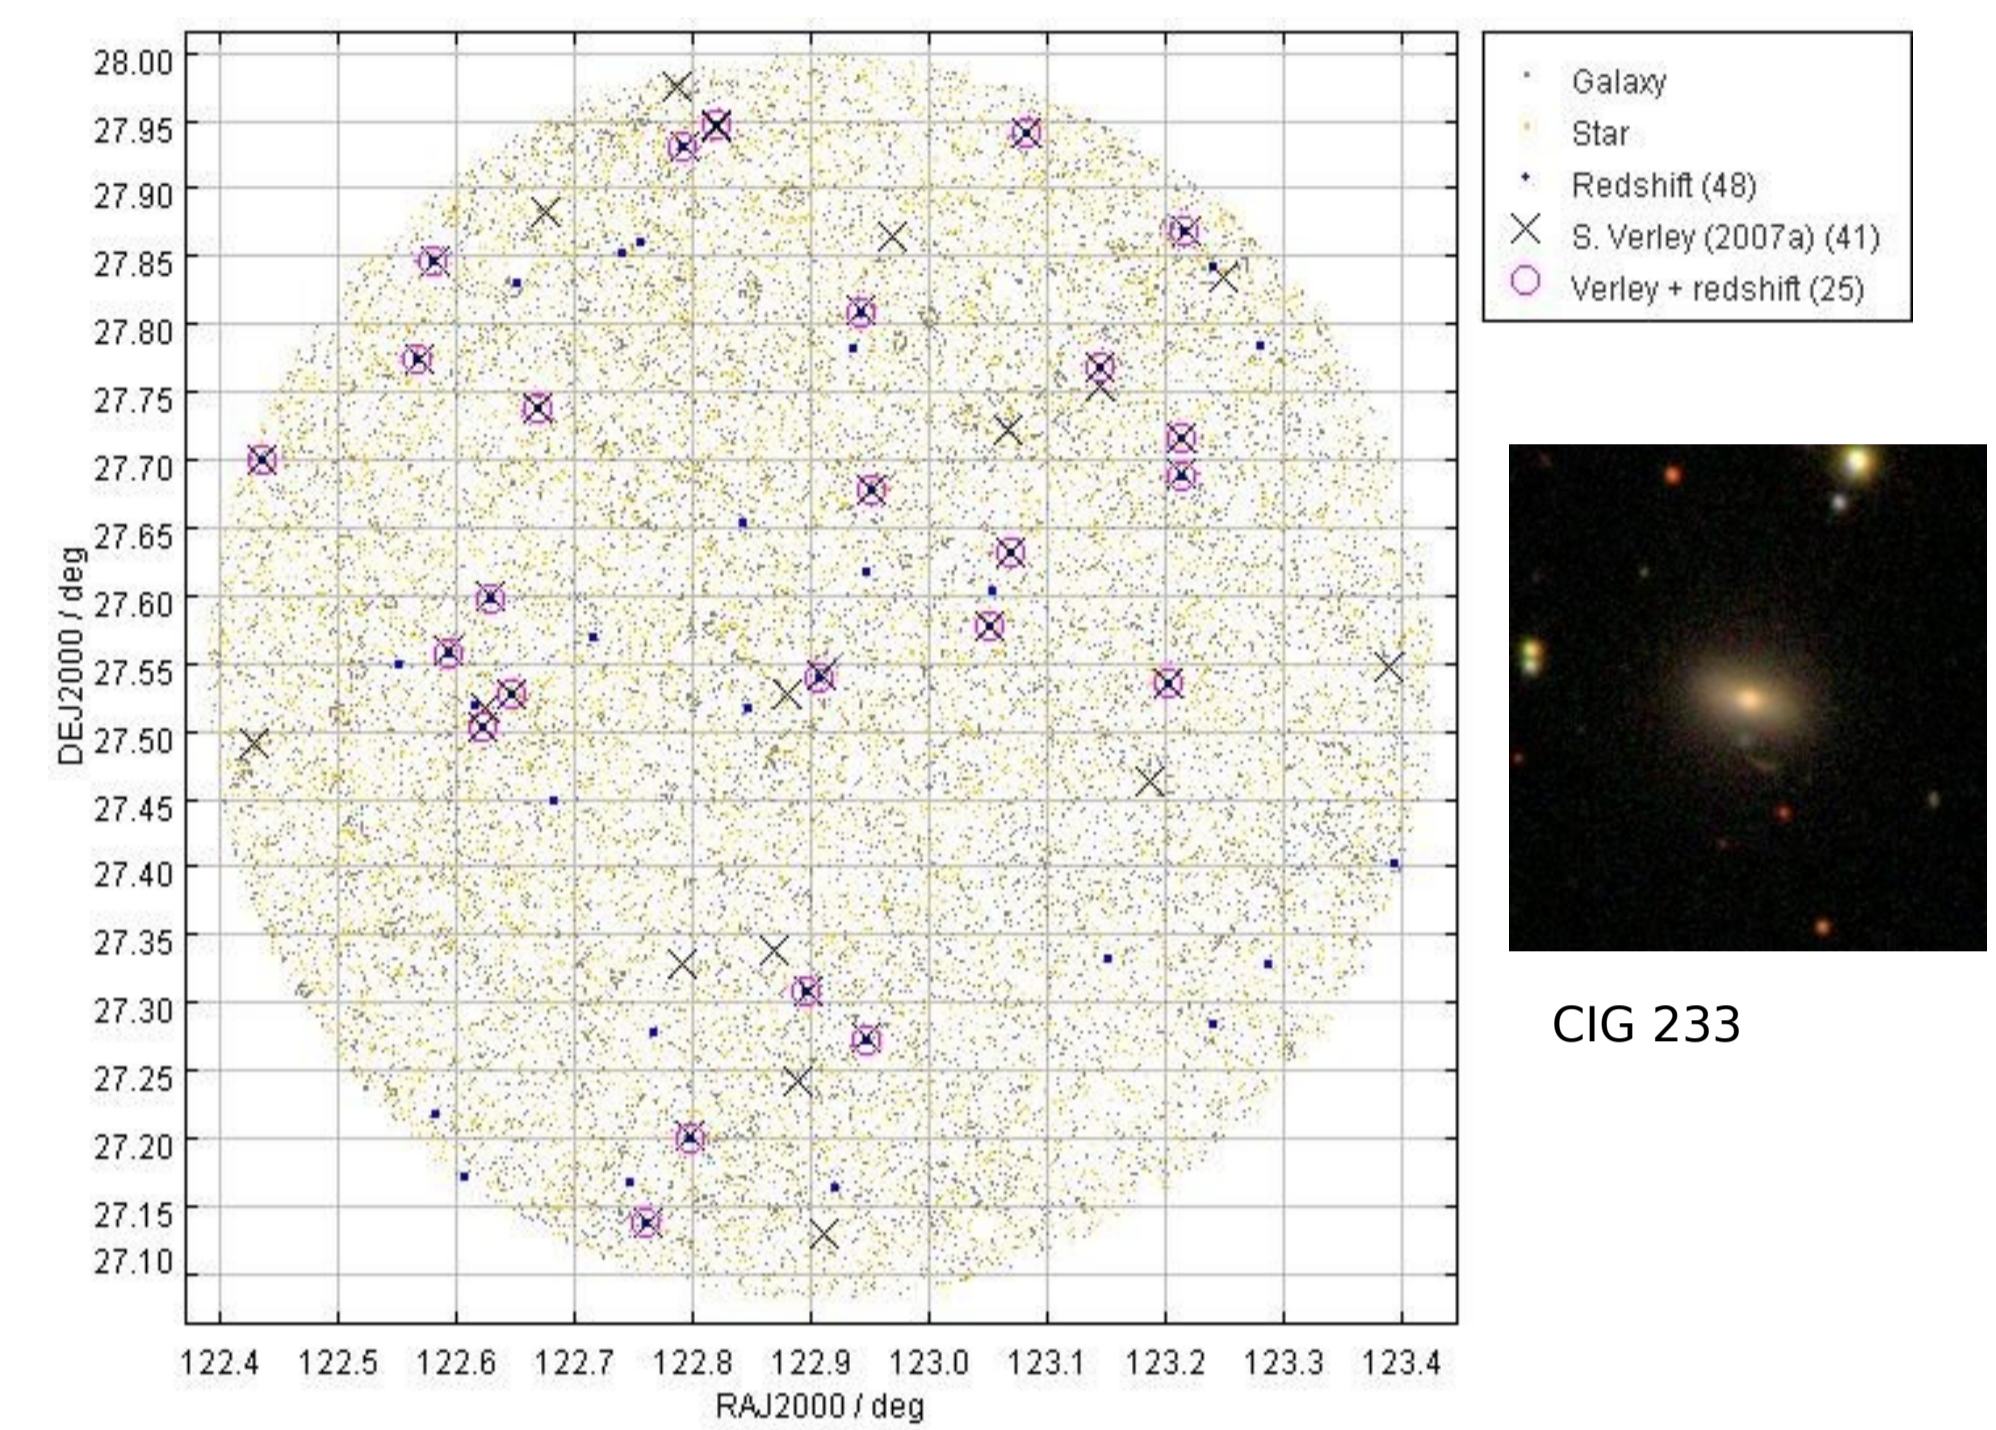 28.00
27.95
27.90
27.85
27.80
27.75
27.70
27.65
27.60
27.55
27.50
27.45
27.40
27.35
27.30
27.25
27.20
27.15
27.10
DEJ2000 / deg
122.4 122.5 122.6 122.7 122.8 122.9 123.0 123.1 123.2 123.3 123.4
RAJ2000 / deg
Galaxy
Star
Redshift (48)
S. Verley (2007a) (41)
Verley + redshift (25)
CIG 233